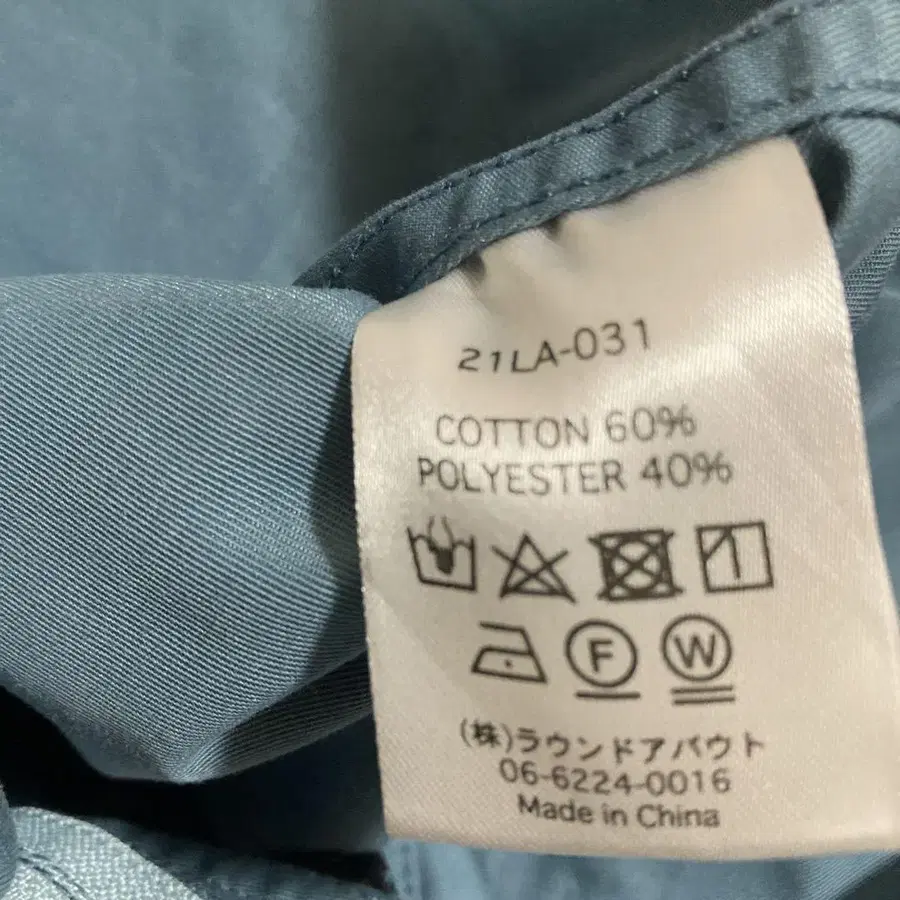 21LA-031
COTTON 60%
POLYESTER 40%
F W
(株)ラウンドアバウト
06-6224-0016
Made in China